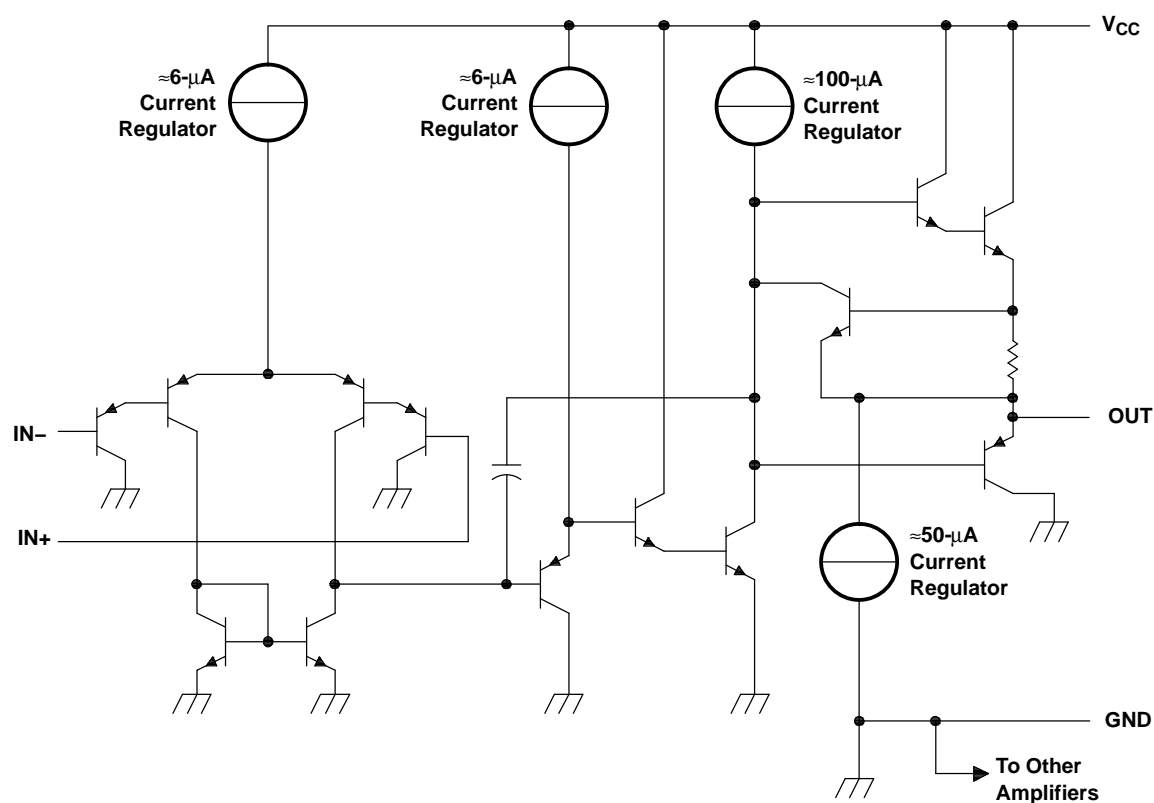 V_CC
≈6-μA
Current
Regulator
≈6-μA
Current
Regulator
≈100-μA
Current
Regulator
IN−
OUT
IN+
≈50-μA
Current
Regulator
GND
To Other
Amplifiers